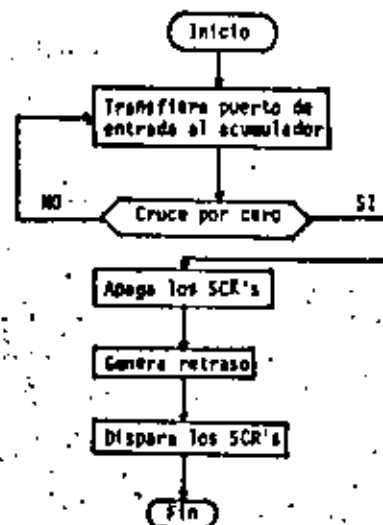 Inicio
Transfiere puerto de
entrada al acumulador
NO
Cruce por cero
SI
Apaga los SCR's
Genera retraso
Dispara los SCR's
Fin